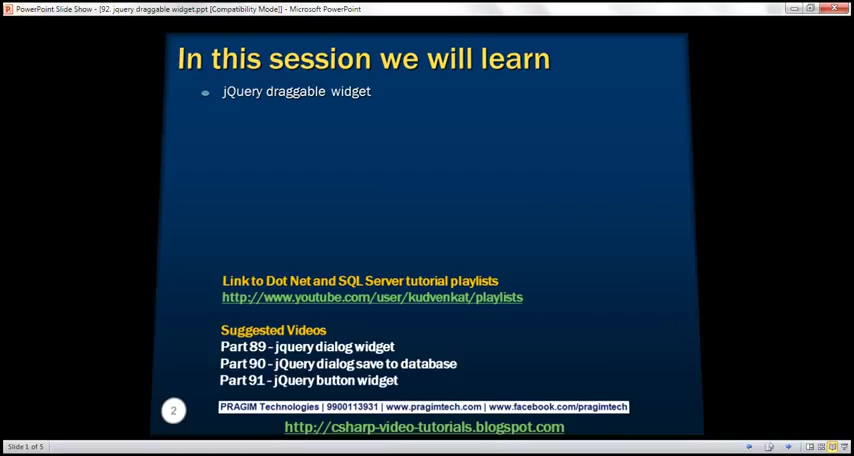 PowerPoint Slide Show - [92. jquery draggable widget.ppt [Compatibility Mode]] - Microsoft PowerPoint
In this session we will learn
jQuery draggable widget
Link to Dot Net and SQL Server tutorial playlists
http://www.youtube.com/user/kudvenkat/playlists
Suggested Videos
Part 89 - jquery dialog widget
Part 90 - jQuery dialog save to database
Part 91 - jQuery button widget
2
PRAGIM Technologies | 9900113931 | www.pragimtech.com | www.facebook.com/pragimtech
http://csharp-video-tutorials.blogspot.com
Slide 1 of 5